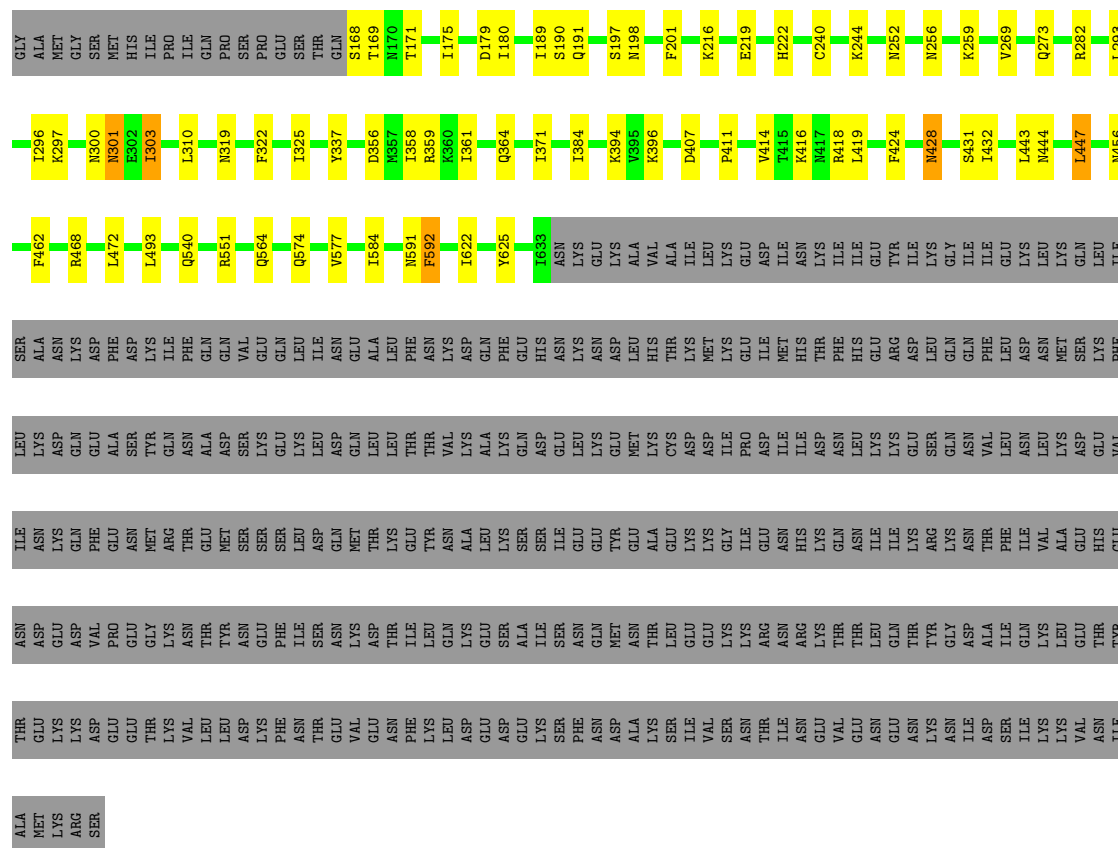 GLY ALA MET GLY SER MET HIS ILE PRO ILE GLN PRO SER PRO GLU SER THR GLN S168 T169 N170 T171 I175 D179 I180 I189 S190 Q191 S197 N198 F201 K216 E219 H222 C240 K244 N252 N256 K259 V269 Q273 R282
I296 K297 N300 N301 E302 I303 L310 N319 F322 I325 Y337 D356 M357 I358 R359 K360 I361 Q364 I371 I384 K394 V395 K396 D407 P411 V414 T415 K416 N417 R418 L419 F424 N428 S431 I432 L443 N444 L447
F462 R468 L472 L493 Q540 R551 Q564 Q574 V577 I584 N591 F592 I622 Y625 I633 ASN LYS GLU LYS ALA VAL ALA ILE LEU LYS GLU ASP ILE ASN LYS ILE ILE GLU TYR ILE LYS GLY ILE ILE GLU LYS LEU LYS GLN LEU ILE
SER ALA ASN LYS ASP PHE ASP LYS ILE PHE GLN GLN VAL GLU GLN LEU ILE ASN GLU ALA LEU PHE ASN LYS ASP GLN PHE GLU HIS ASN LYS ASN ASP LEU HIS THR LYS MET LYS GLU ILE MET HIS THR PHE HIS GLU ARG ASP LEU GLN GLN PHE LEU ASP ASN MET SER LYS PHE
LEU LYS ASP GLN GLU ALA SER TYR GLN ASN ALA ASP SER LYS GLU LYS LEU ASP GLN LEU LEU THR THR VAL LYS ALA LYS GLN ASP GLU LEU LYS GLU MET LYS CYS ASP ASP ILE PRO ASP ILE ILE ASP ASN LEU LYS LYS GLU SER GLN ASN VAL LEU ASN LEU LYS ASP GLU VAL
ILE ASN LYS GLN PHE GLU ASN MET ARG THR GLU MET SER SER SER LEU ASP GLN MET THR LYS GLU TYR ASN ALA LEU LYS SER SER ILE GLU GLU TYR GLU ALA GLU LYS LYS GLY ILE GLU ASN HIS LYS GLN ASN ILE ILE LYS ARG LYS ASN THR PHE ILE VAL ALA GLU HIS GLU
ASN ASP GLU ASP VAL PRO GLU GLY LYS ASN THR TYR ASN GLU PHE ILE SER ASN LYS ASP THR ILE LEU GLN LYS GLU SER ALA ILE SER ASN GLN MET ASN THR LEU GLU GLU LYS LYS ARG ASN ARG LYS THR THR LEU GLN THR TYR GLY ASP ALA ILE GLN LYS LEU GLU THR TYR
THR GLU LYS LYS ASP GLU GLU THR LYS VAL LEU LEU ASP LYS PHE ASN THR GLU VAL GLU ASN PHE LYS LEU ASP GLU ASP GLU LYS SER PHE ASN ASP ALA LYS SER ILE VAL SER ASN THR ILE ASN GLU VAL GLU ASN GLU ASN LYS ASN ILE ASP SER ILE LYS LYS VAL ASN ILE
ALA MET LYS ARG SER